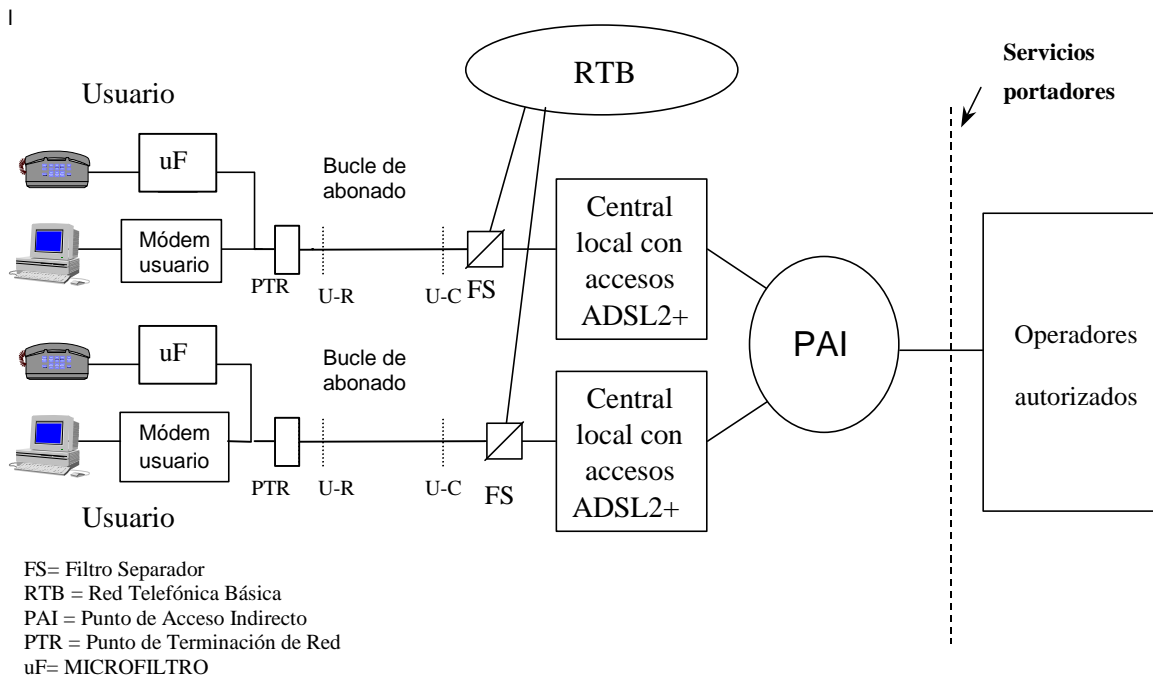 l
RTB
Servicios
portadores
Usuario
uF
Bucle de
abonado
Módem
usuario
PTR
U-R
U-C
FS
Central
local con
accesos
ADSL2+
PAI
Operadores
autorizados
uF
Bucle de
abonado
Módem
usuario
PTR
U-R
U-C
FS
Central
local con
accesos
ADSL2+
Usuario
FS= Filtro Separador
RTB = Red Telefónica Básica
PAI = Punto de Acceso Indirecto
PTR = Punto de Terminación de Red
uF= MICROFILTRO